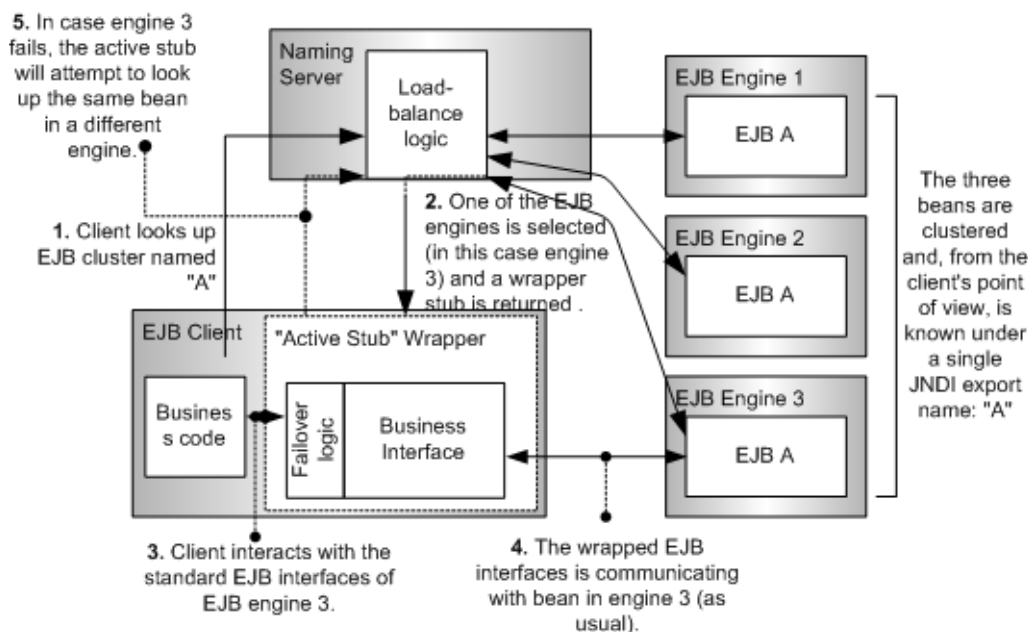 5. In case engine 3
fails, the active stub
will attempt to look
up the same bean
in a different
engine.
Naming
Server
Load-
balance
logic
EJB Engine 1
EJB A
1. Client looks up
EJB cluster named
"A"
2. One of the EJB
engines is selected
(in this case engine
3) and a wrapper
stub is returned .
EJB Engine 2
EJB A
The three
beans are
clustered
and, from the
client's point
of view, is
known under
a single
JNDI export
name: "A"
EJB Client
"Active Stub" Wrapper
Busines
s code
Failover
logic
Business
Interface
EJB Engine 3
EJB A
3. Client interacts with the
standard EJB interfaces of
EJB engine 3.
4. The wrapped EJB
interfaces is communicating
with bean in engine 3 (as
usual).